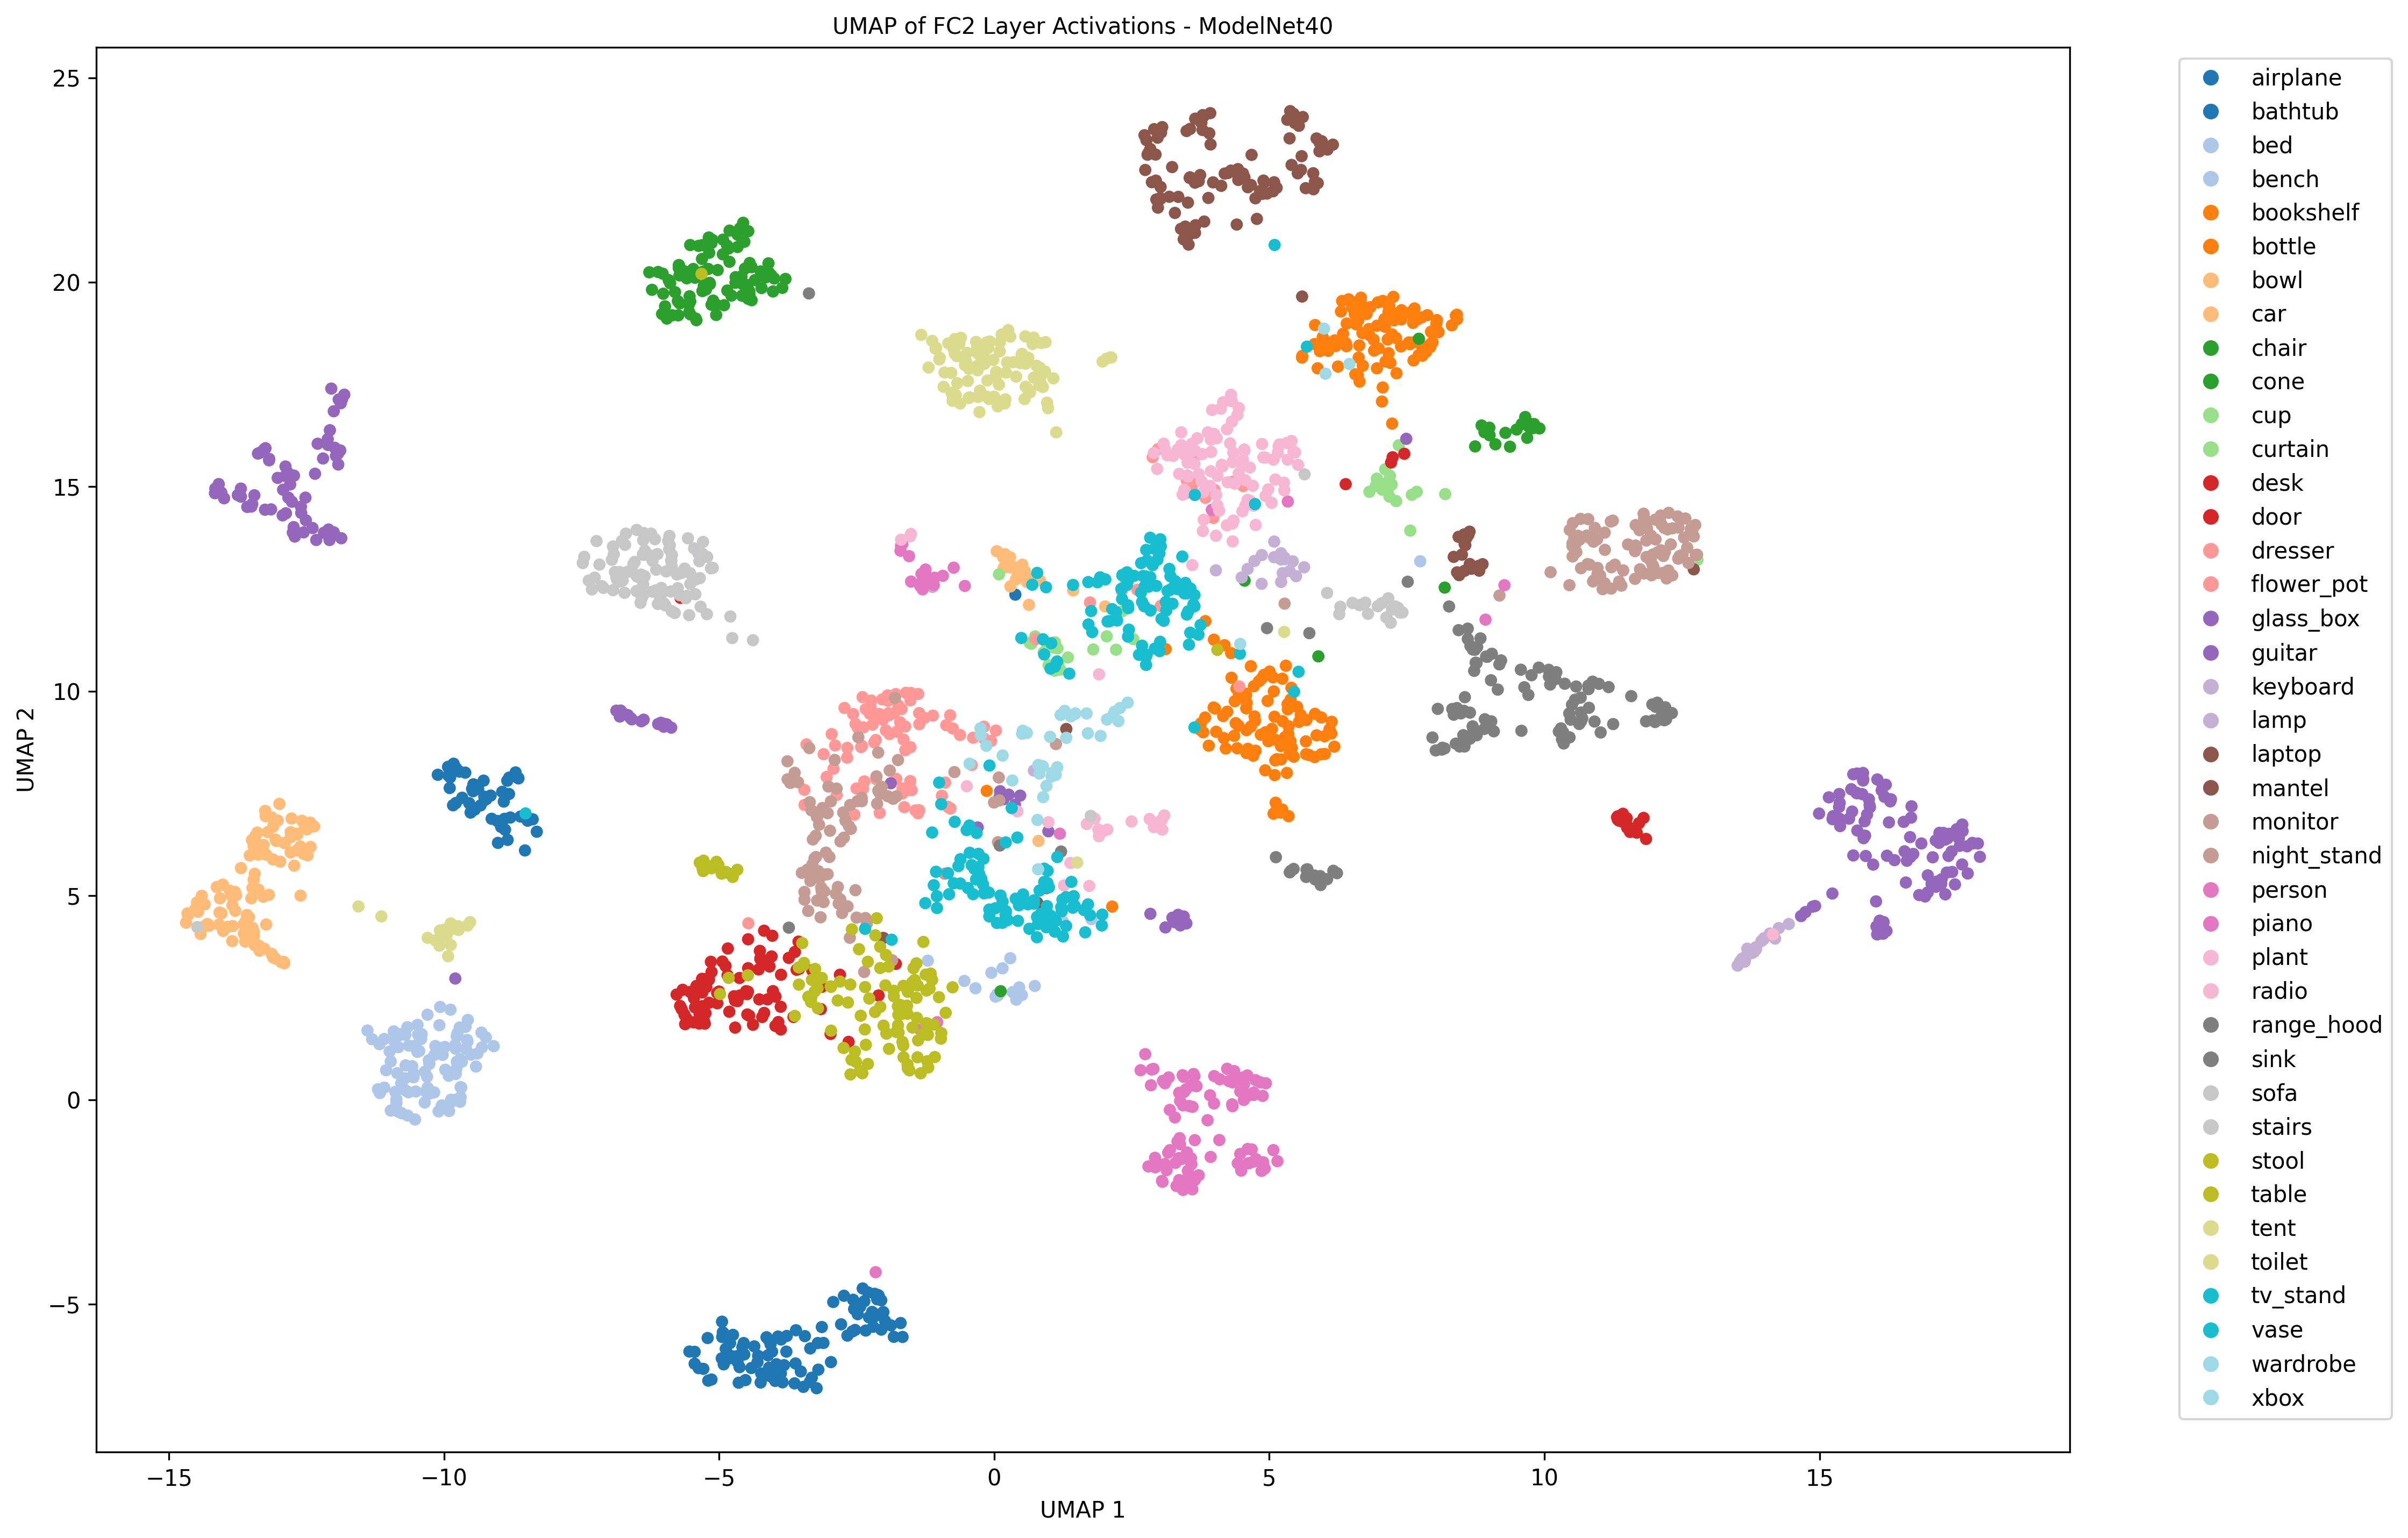 UMAP of FC2 Layer Activations - ModelNet40
25
20
15
10
5
0
−5
UMAP 2
−15
−10
−5
0
5
10
15
UMAP 1
airplane
bathtub
bed
bench
bookshelf
bottle
bowl
car
chair
cone
cup
curtain
desk
door
dresser
flower_pot
glass_box
guitar
keyboard
lamp
laptop
mantel
monitor
night_stand
person
piano
plant
radio
range_hood
sink
sofa
stairs
stool
table
tent
toilet
tv_stand
vase
wardrobe
xbox